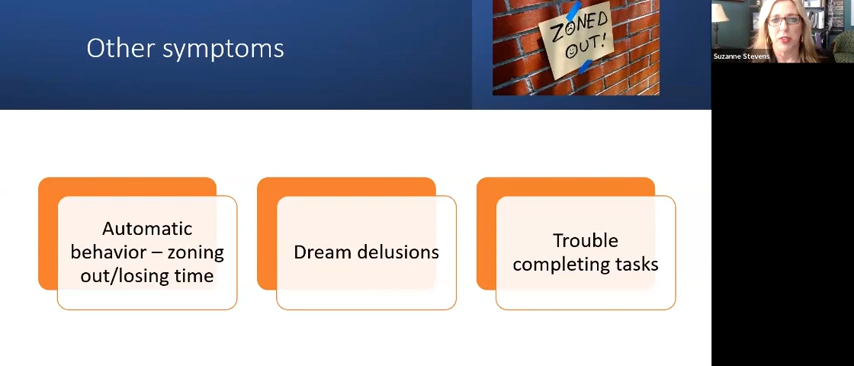 Other symptoms
ZONED
OUT!
Suzanne Stevens
Automatic
behavior – zoning
out/losing time
Dream delusions
Trouble
completing tasks